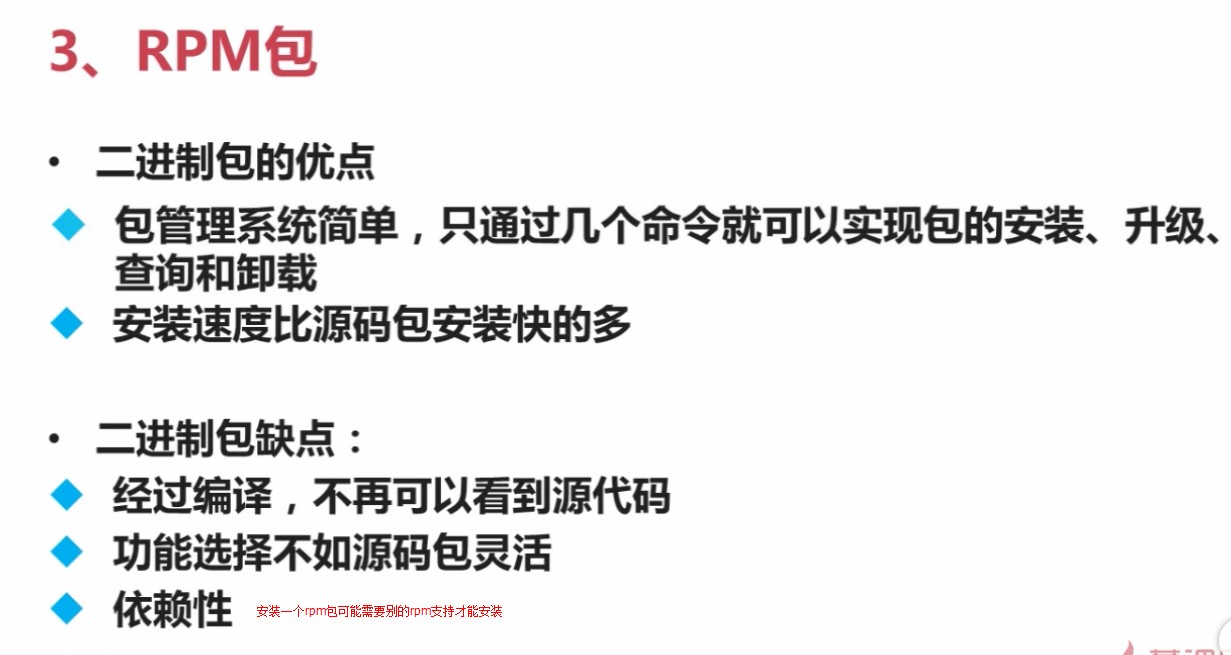 3、RPM包
• 二进制包的优点
◆ 包管理系统简单，只通过几个命令就可以实现包的安装、升级、
查询和卸载
◆ 安装速度比源码包安装快的多
• 二进制包缺点：
◆ 经过编译，不再可以看到源代码
◆ 功能选择不如源码包灵活
◆ 依赖性 安装一个rpm包可能需要别的rpm支持才能安装